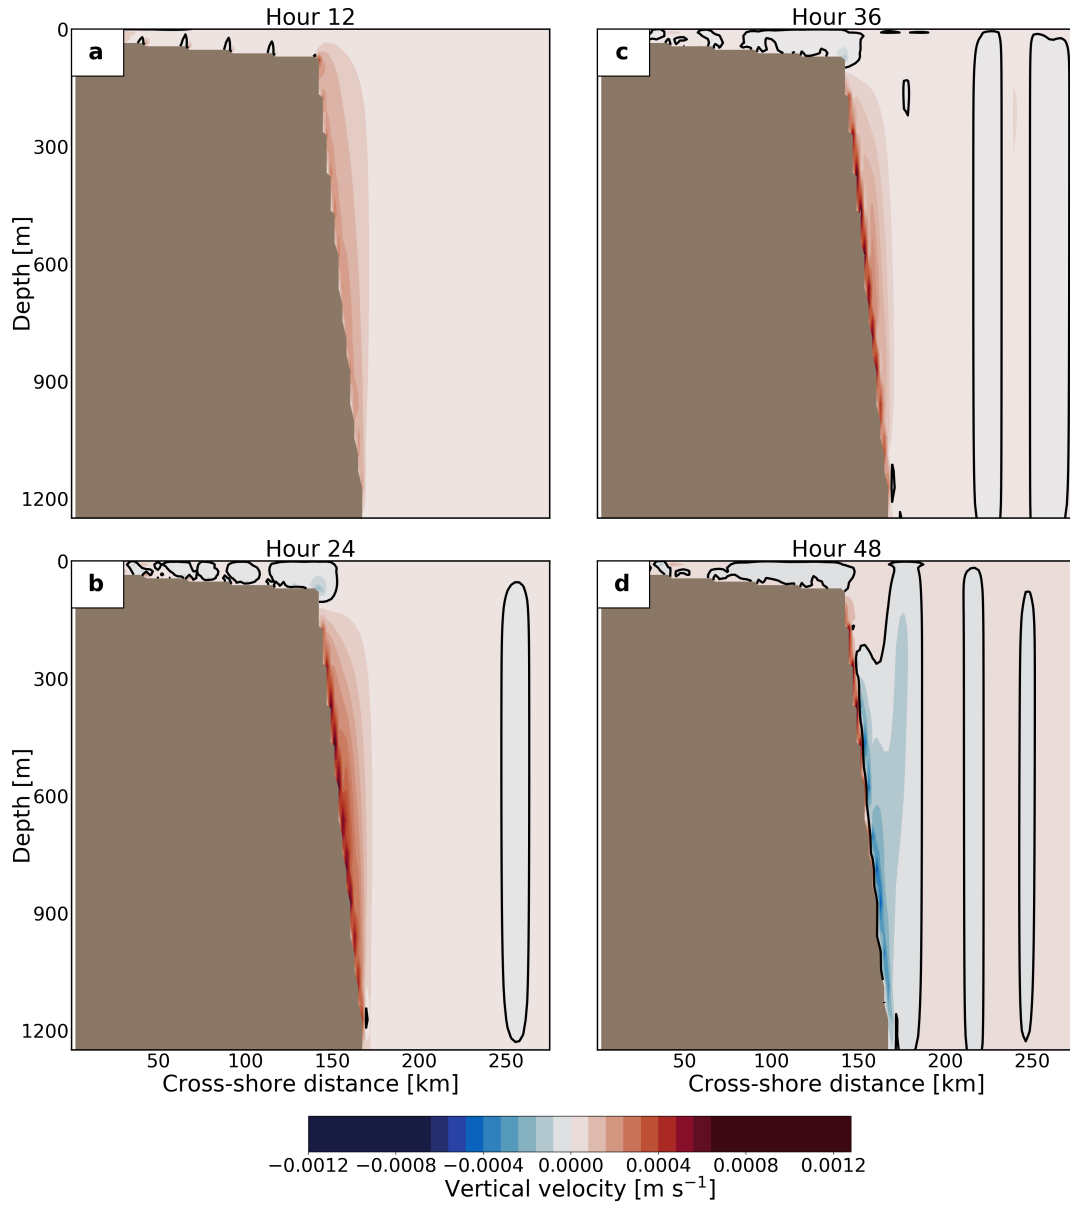 Hour 12
Hour 36
a
c
0
300
600
900
1200
Depth [m]
Hour 24
Hour 48
b
d
0
300
600
900
1200
Depth [m]
50 100 150 200 250
50 100 150 200 250
Cross-shore distance [km]
Cross-shore distance [km]
−0.0012 −0.0008 −0.0004 0.0000 0.0004 0.0008 0.0012
Vertical velocity [m s⁻¹]